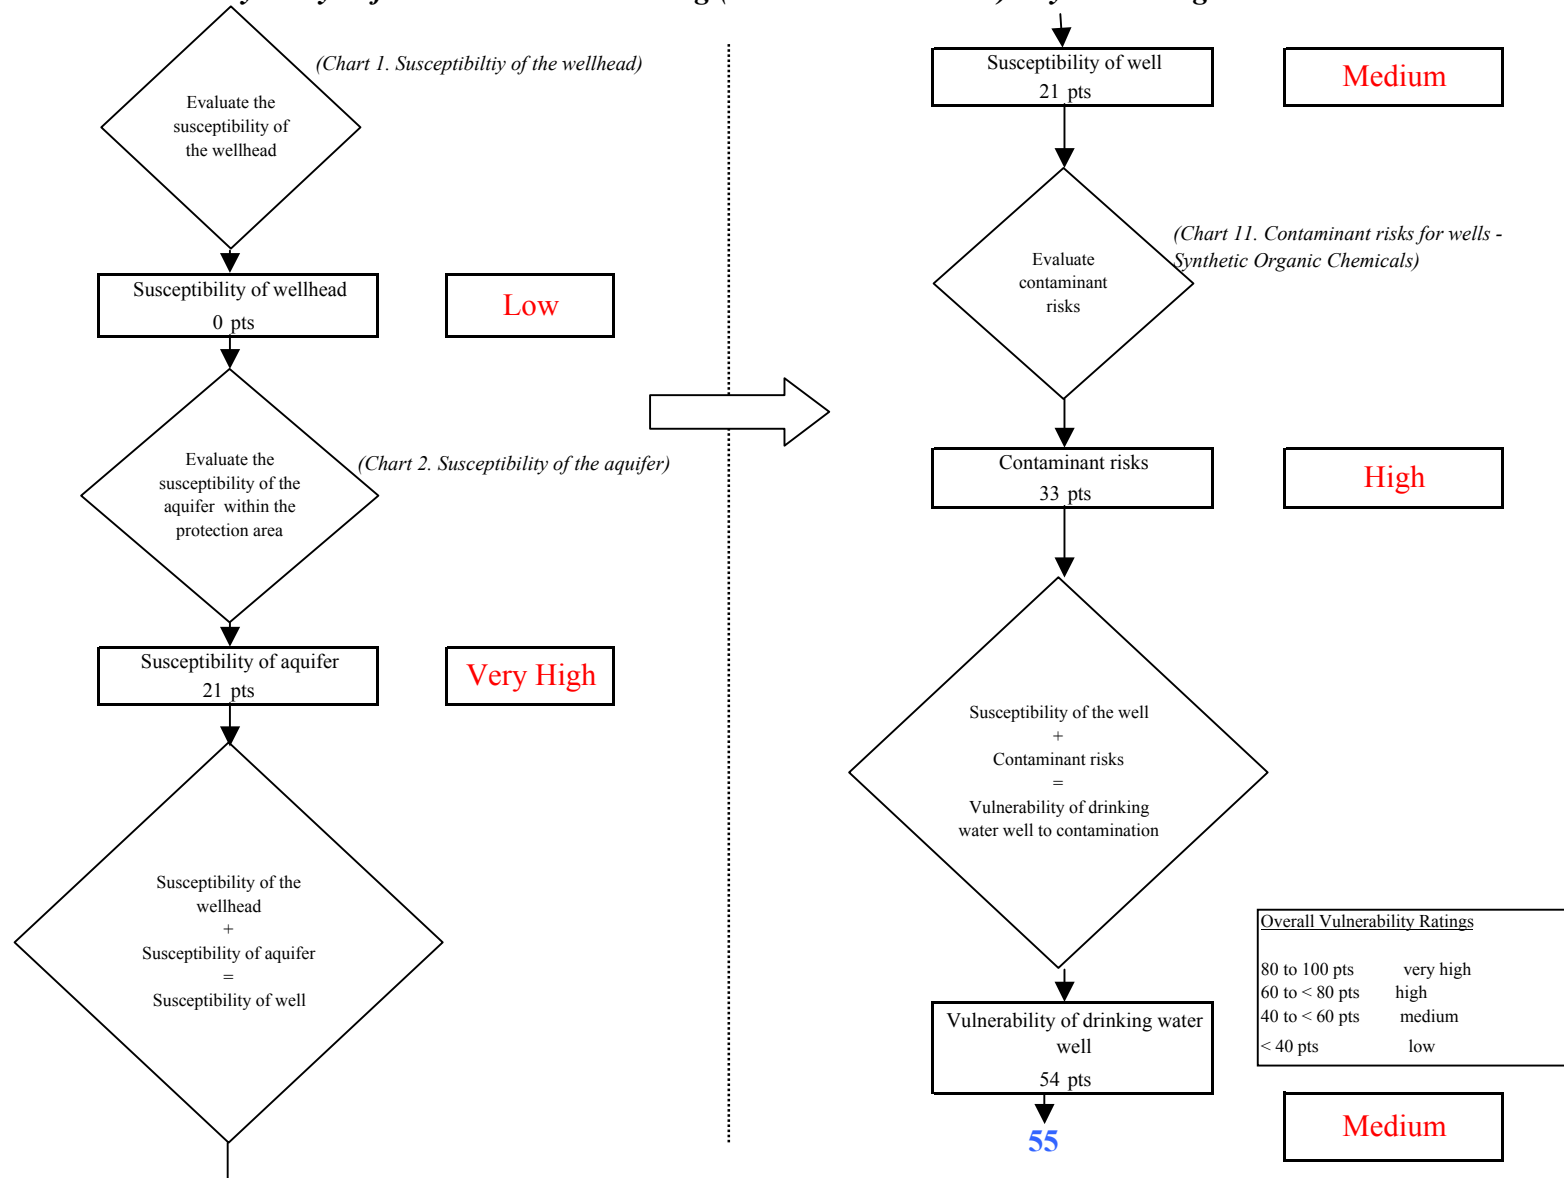 (Chart 1. Susceptibiltiy of the wellhead)
Evaluate the
susceptibility of
the wellhead
Susceptibility of wellhead
0 pts
Low
Evaluate the
susceptibility of the
aquifer within the
protection area
(Chart 2. Susceptibility of the aquifer)
Susceptibility of aquifer
21 pts
Very High
Susceptibility of the
wellhead
+
Susceptibility of aquifer
=
Susceptibility of well
Susceptibility of well
21 pts
Medium
(Chart 11. Contaminant risks for wells -
Synthetic Organic Chemicals)
Evaluate
contaminant
risks
Contaminant risks
33 pts
High
Susceptibility of the well
+
Contaminant risks
=
Vulnerability of drinking
water well to contamination
Overall Vulnerability Ratings
80 to 100 pts very high
60 to < 80 pts high
40 to < 60 pts medium
< 40 pts low
Vulnerability of drinking water
well
54 pts
55
Medium